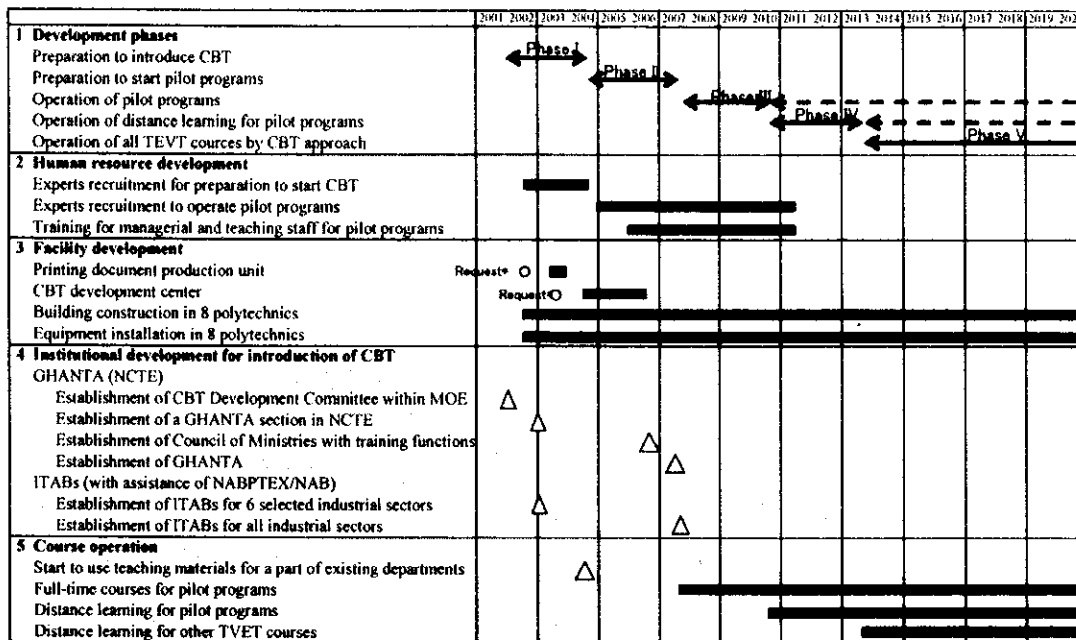 2001 2002 2003 2004 2005 2006 2007 2008 2009 2010 2011 2012 2013 2014 2015 2016 2017 2018 2019 202
1 Development phases
Preparation to introduce CBT Phase I
Preparation to start pilot programs Phase II
Operation of pilot programs Phase III
Operation of distance learning for pilot programs Phase IV
Operation of all TEVT cources by CBT approach Phase V
2 Human resource development
Experts recruitment for preparation to start CBT
Experts recruitment to operate pilot programs
Training for managerial and teaching staff for pilot programs
3 Facility development
Printing document production unit Request*
CBT development center Request*
Building construction in 8 polytechnics
Equipment installation in 8 polytechnics
4 Institutional development for introduction of CBT
GHANTA (NCTE)
Establishment of CBT Development Committee within MOE
Establishment of a GHANTA section in NCTE
Establishment of Council of Ministries with training functions
Establishment of GHANTA
ITABs (with assistance of NABPTEX/NAB)
Establishment of ITABs for 6 selected industrial sectors
Establishment of ITABs for all industrial sectors
5 Course operation
Start to use teaching materials for a part of existing departments
Full-time courses for pilot programs
Distance learning for pilot programs
Distance learning for other TVET courses